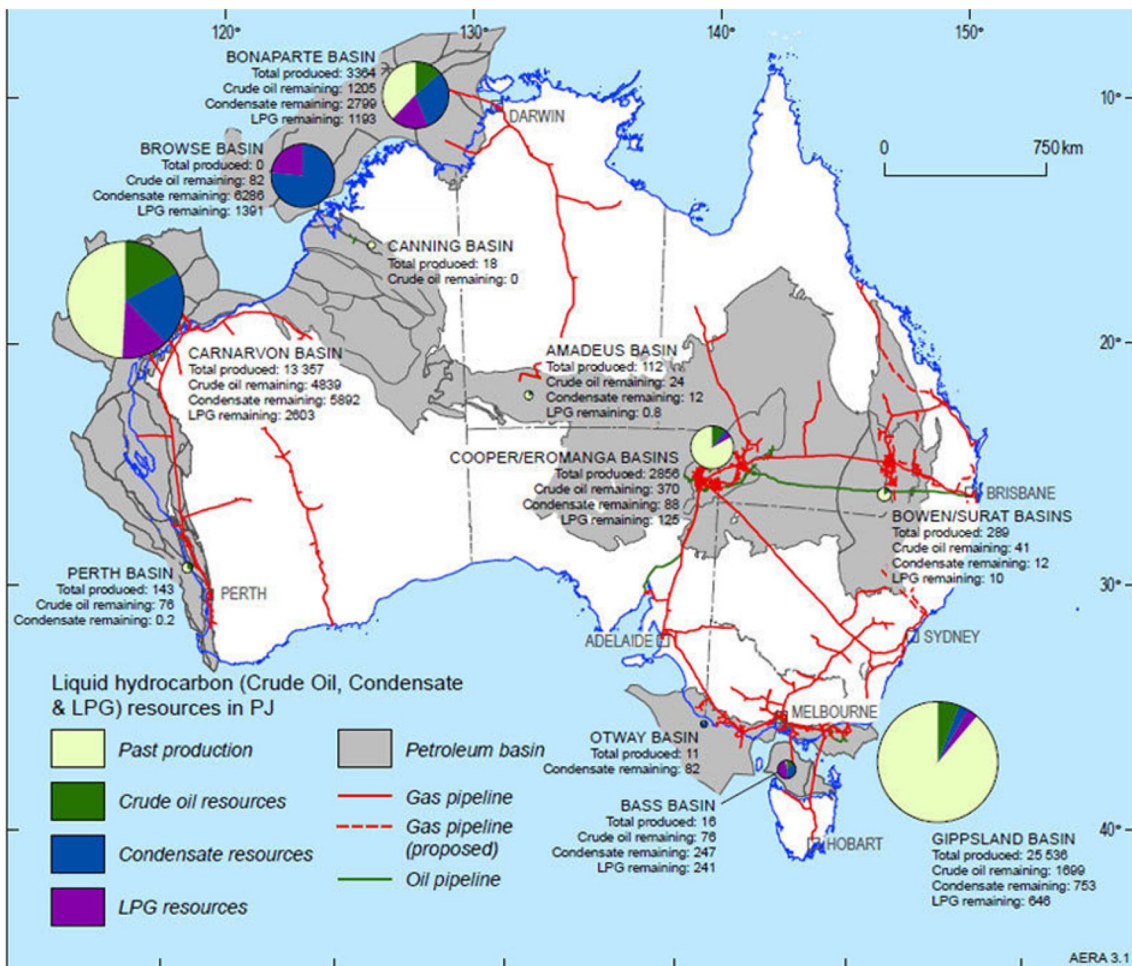 120°
130°
140°
150°
BONAPARTE BASIN
Total produced: 3364
Crude oil remaining: 1205
Condensate remaining: 2799
LPG remaining: 1193
DARWIN
10°
0
750 km
BROWSE BASIN
Total produced: 0
Crude oil remaining: 82
Condensate remaining: 6286
LPG remaining: 1391
CANNING BASIN
Total produced: 18
Crude oil remaining: 0
CARNARVON BASIN
Total produced: 13 357
Crude oil remaining: 4839
Condensate remaining: 5892
LPG remaining: 2603
AMADEUS BASIN
Total produced: 112
Crude oil remaining: 24
Condensate remaining: 12
LPG remaining: 0.8
20°
COOPER/EROMANGA BASINS
Total produced: 2856
Crude oil remaining: 370
Condensate remaining: 88
LPG remaining: 125
BRISBANE
BOWEN/SURAT BASINS
Total produced: 289
Crude oil remaining: 41
Condensate remaining: 12
LPG remaining: 10
30°
PERTH BASIN
Total produced: 143
Crude oil remaining: 76
Condensate remaining: 0.2
PERTH
ADELAIDE
SYDNEY
MELBOURNE
OTWAY BASIN
Total produced: 11
Condensate remaining: 82
BASS BASIN
Total produced: 16
Crude oil remaining: 76
Condensate remaining: 247
LPG remaining: 241
HOBART
GIPPSLAND BASIN
Total produced: 25 536
Crude oil remaining: 1699
Condensate remaining: 753
LPG remaining: 646
40°
Liquid hydrocarbon (Crude Oil, Condensate
& LPG) resources in PJ
Past production
Crude oil resources
Condensate resources
LPG resources
Petroleum basin
Gas pipeline
Gas pipeline
(proposed)
Oil pipeline
AERA 3.1